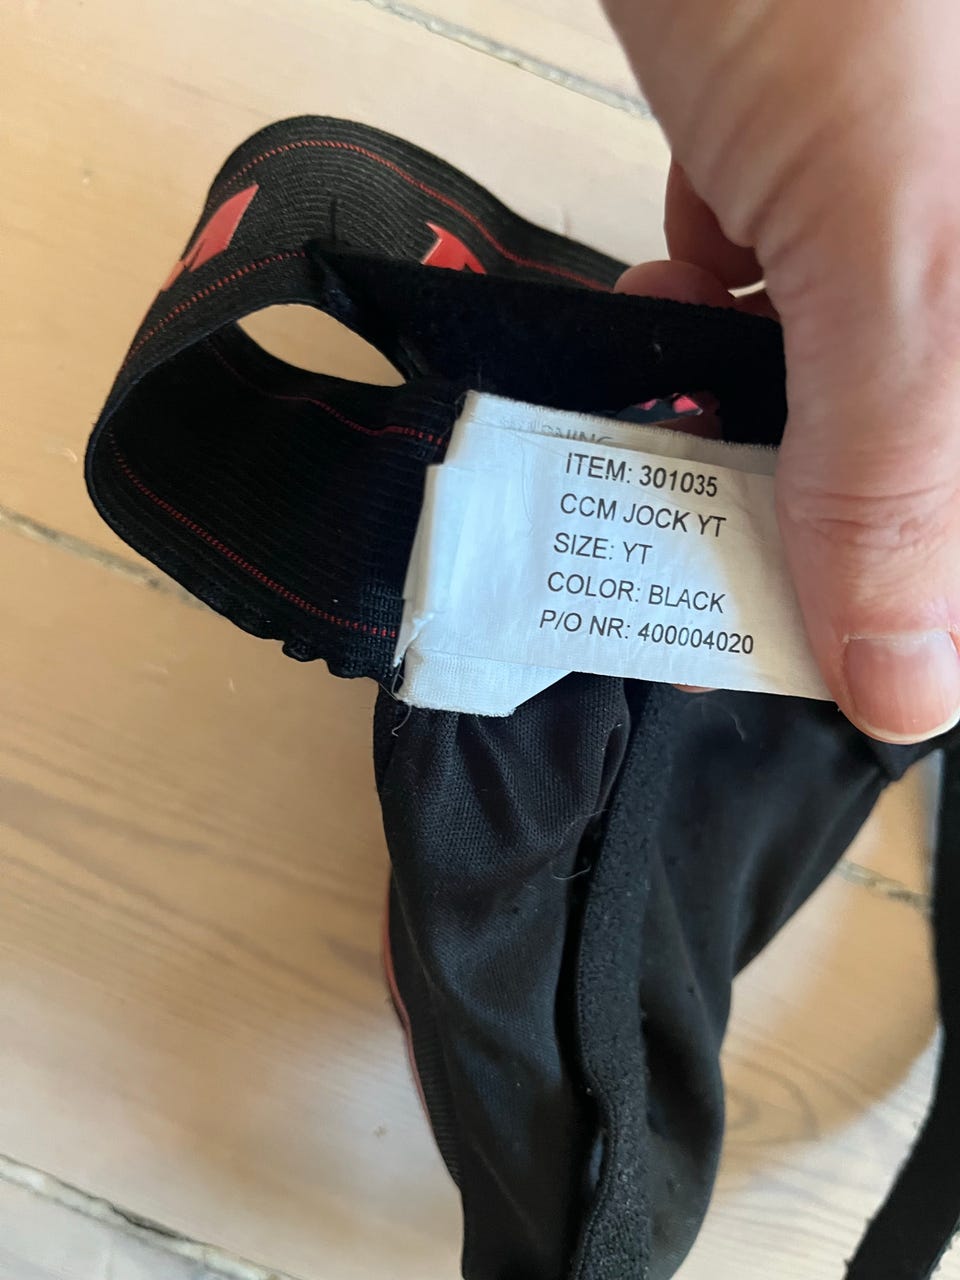 ITEM: 301035
CCM JOCK YT
SIZE: YT
COLOR: BLACK
P/O NR: 400004020